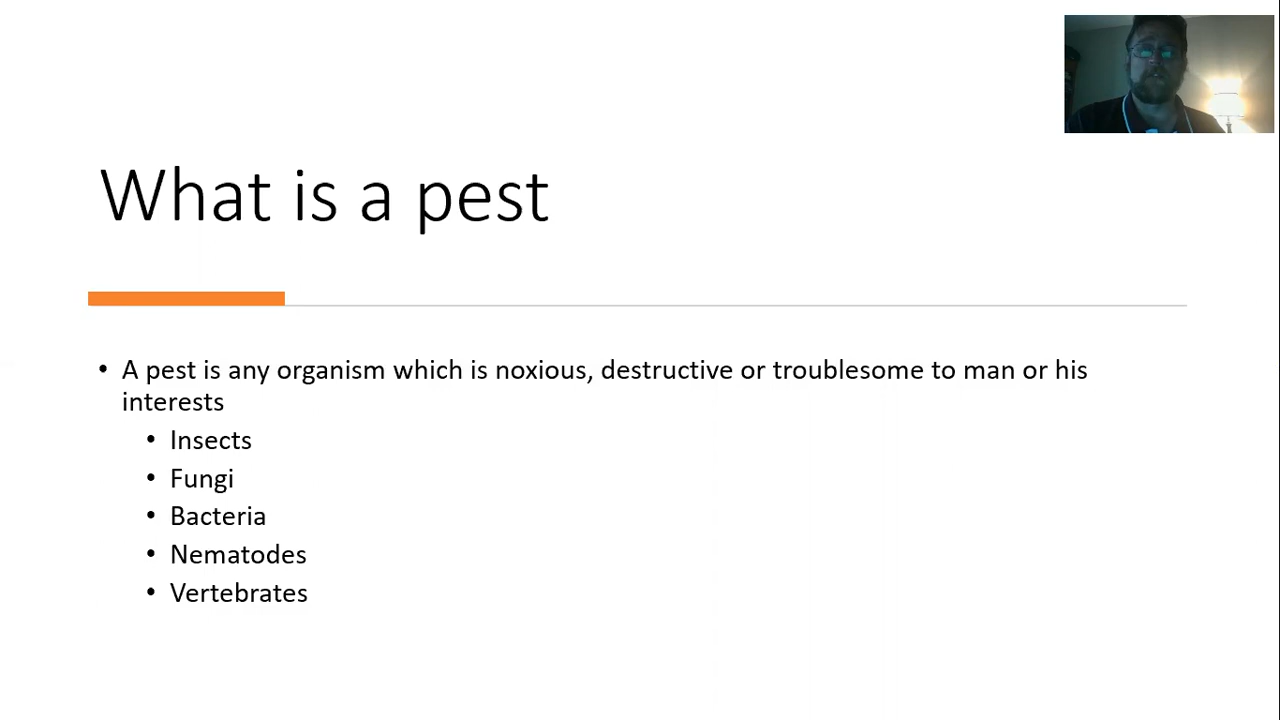 What is a pest
• A pest is any organism which is noxious, destructive or troublesome to man or his
interests
• Insects
• Fungi
• Bacteria
• Nematodes
• Vertebrates